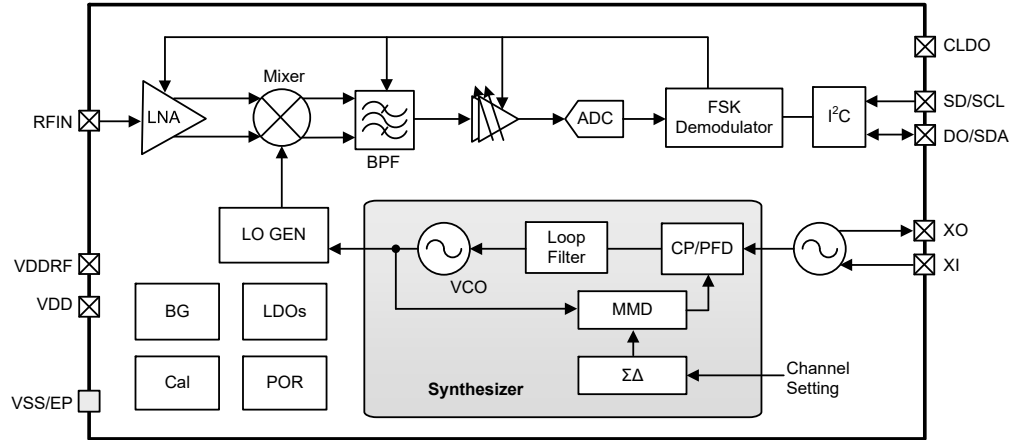 CLDO
Mixer
RFIN
LNA
BPF
ADC
FSK
Demodulator
I²C
SD/SCL
DO/SDA
LO GEN
VCO
Loop
Filter
CP/PFD
XO
XI
VDDRF
VDD
BG
LDOs
MMD
Cal
POR
Synthesizer
ΣΔ
Channel
Setting
VSS/EP